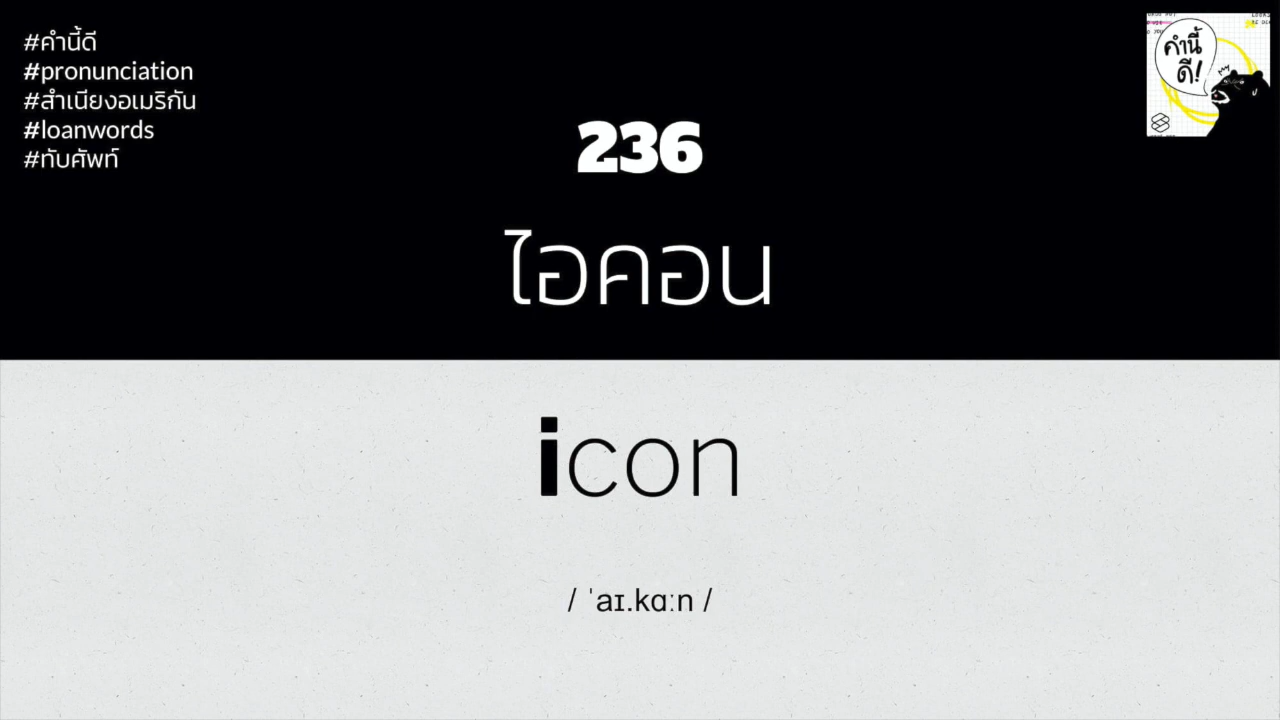 #คำนี้ดี
#pronunciation
#สำเนียงอเมริกัน
#loanwords
#ทับศัพท์
คำนี้
ดี!
236
ไอคอน
icon
/ ˈaɪ.kɑːn /